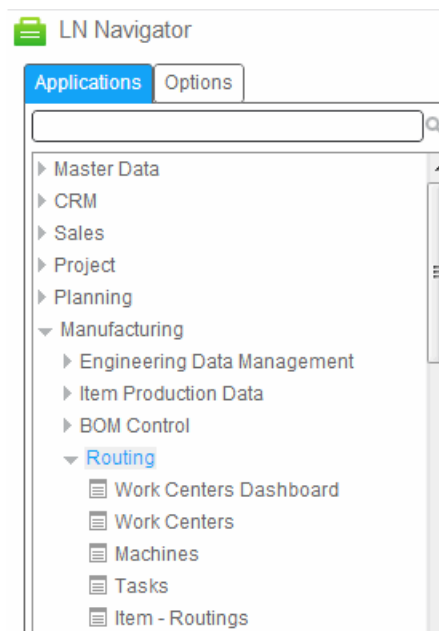 LN Navigator
Applications Options
Master Data
CRM
Sales
Project
Planning
Manufacturing
Engineering Data Management
Item Production Data
BOM Control
Routing
Work Centers Dashboard
Work Centers
Machines
Tasks
Item - Routings